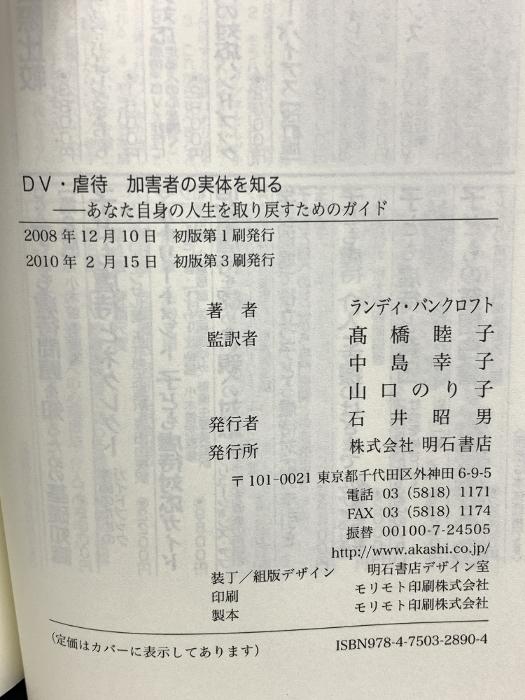 DV・虐待 加害者の実体を知る
――あなた自身の人生を取り戻すためのガイド
2008年12月10日 初版第1刷発行
2010年 2月15日 初版第3刷発行
著者 ランディ・バンクロフト
監訳者 髙橋睦子
中島幸子
山口のり子
発行者 石井昭男
発行所 株式会社 明石書店
〒101-0021 東京都千代田区外神田6-9-5
電話 03 (5818) 1171
FAX 03 (5818) 1174
振替 00100-7-24505
http://www.akashi.co.jp/
装丁／組版デザイン 明石書店デザイン室
印刷 モリモト印刷株式会社
製本 モリモト印刷株式会社
(定価はカバーに表示してあります) ISBN978-4-7503-2890-4